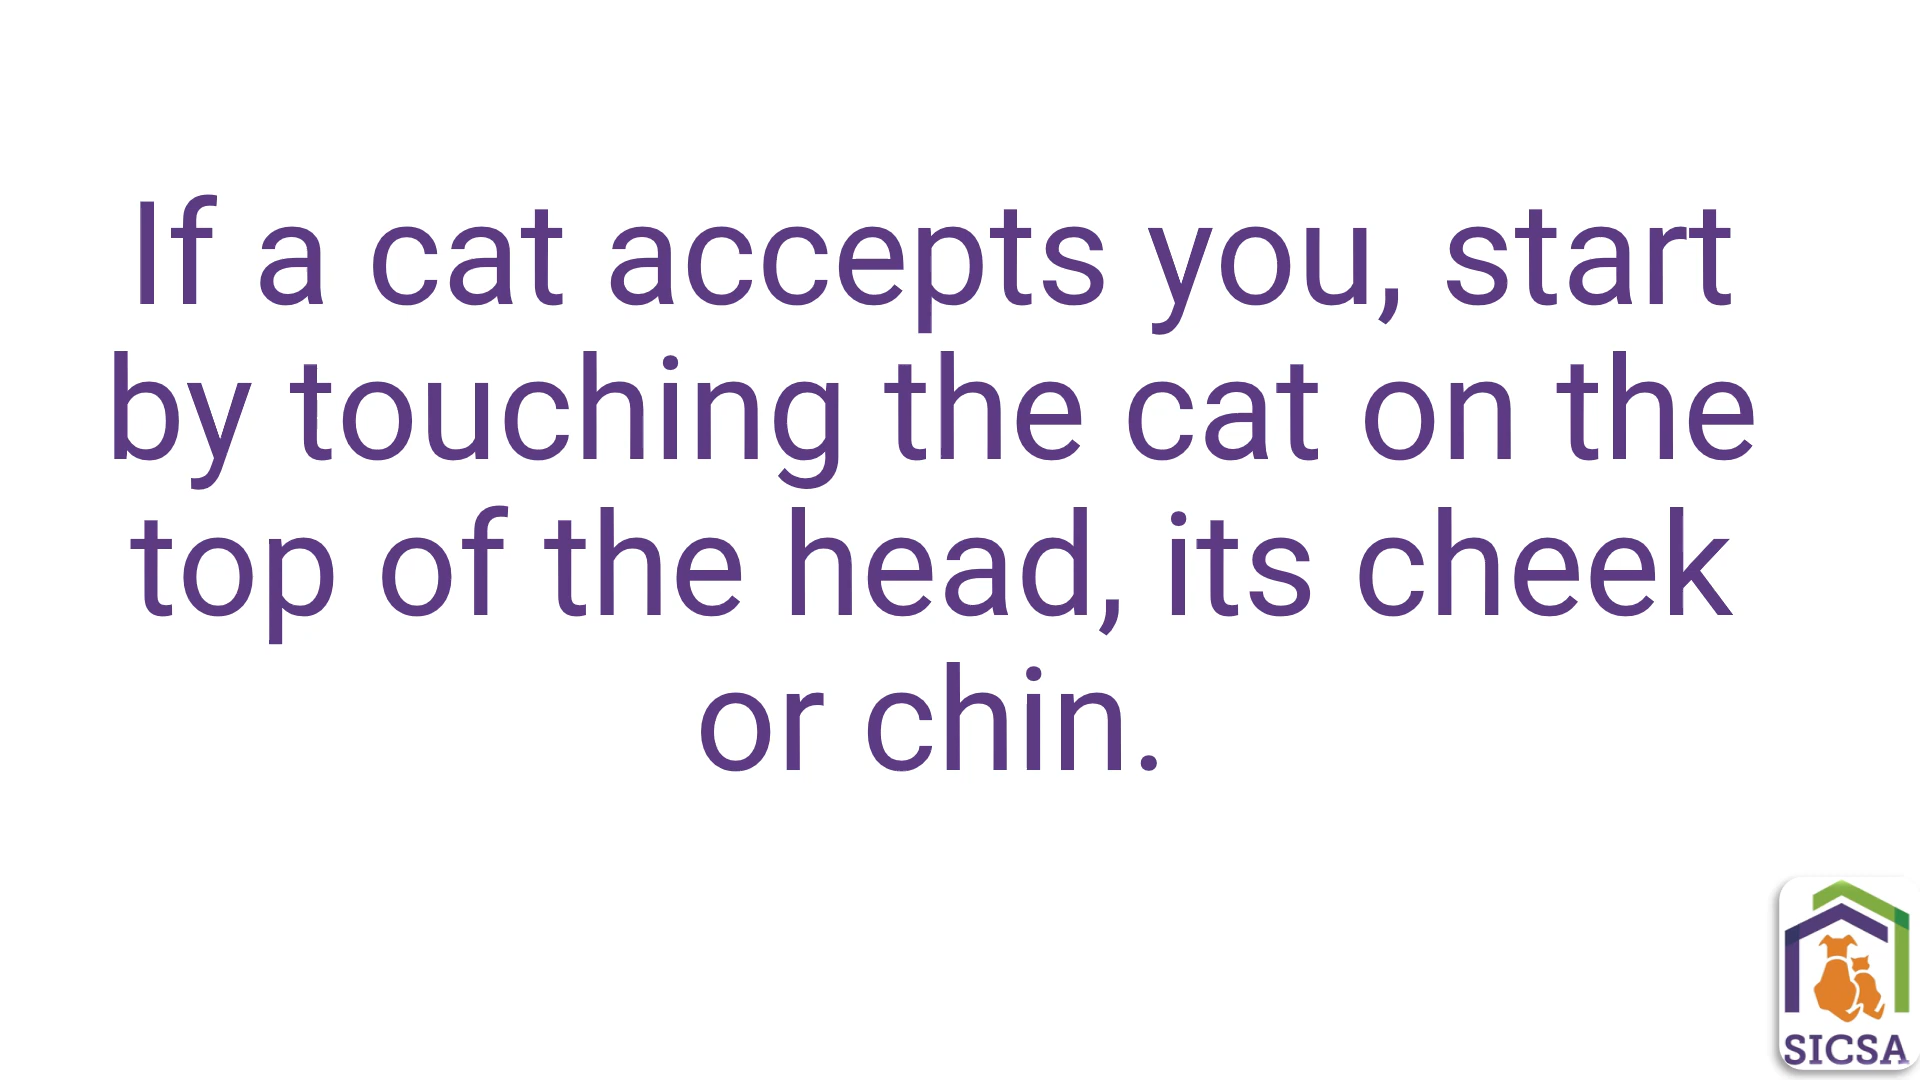 If a cat accepts you, start
by touching the cat on the
top of the head, its cheek
or chin.
SICSA